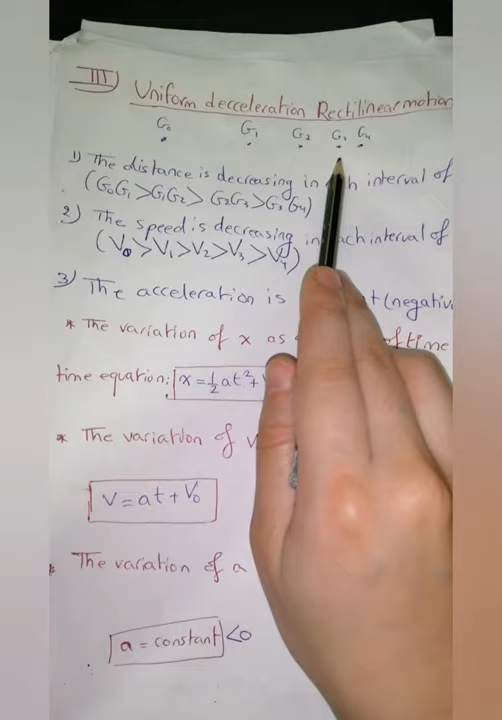 III) Uniform decceleration Rectilinear motion
G₀ G₁ G₂ G₃ G₄
1) The distance is decreasing in interval of
(G₀G₁ > G₁G₂ > G₂G₃ > G₃G₄)
2) The speed is decreasing in each interval of
(V₀ > V₁ > V₂ > V₃ > V₄)
3) The acceleration is (negative
* The variation of x as of time
time equation: x = ½at² +
* The variation of V
V = at + V₀
* The variation of a
a = constant < 0